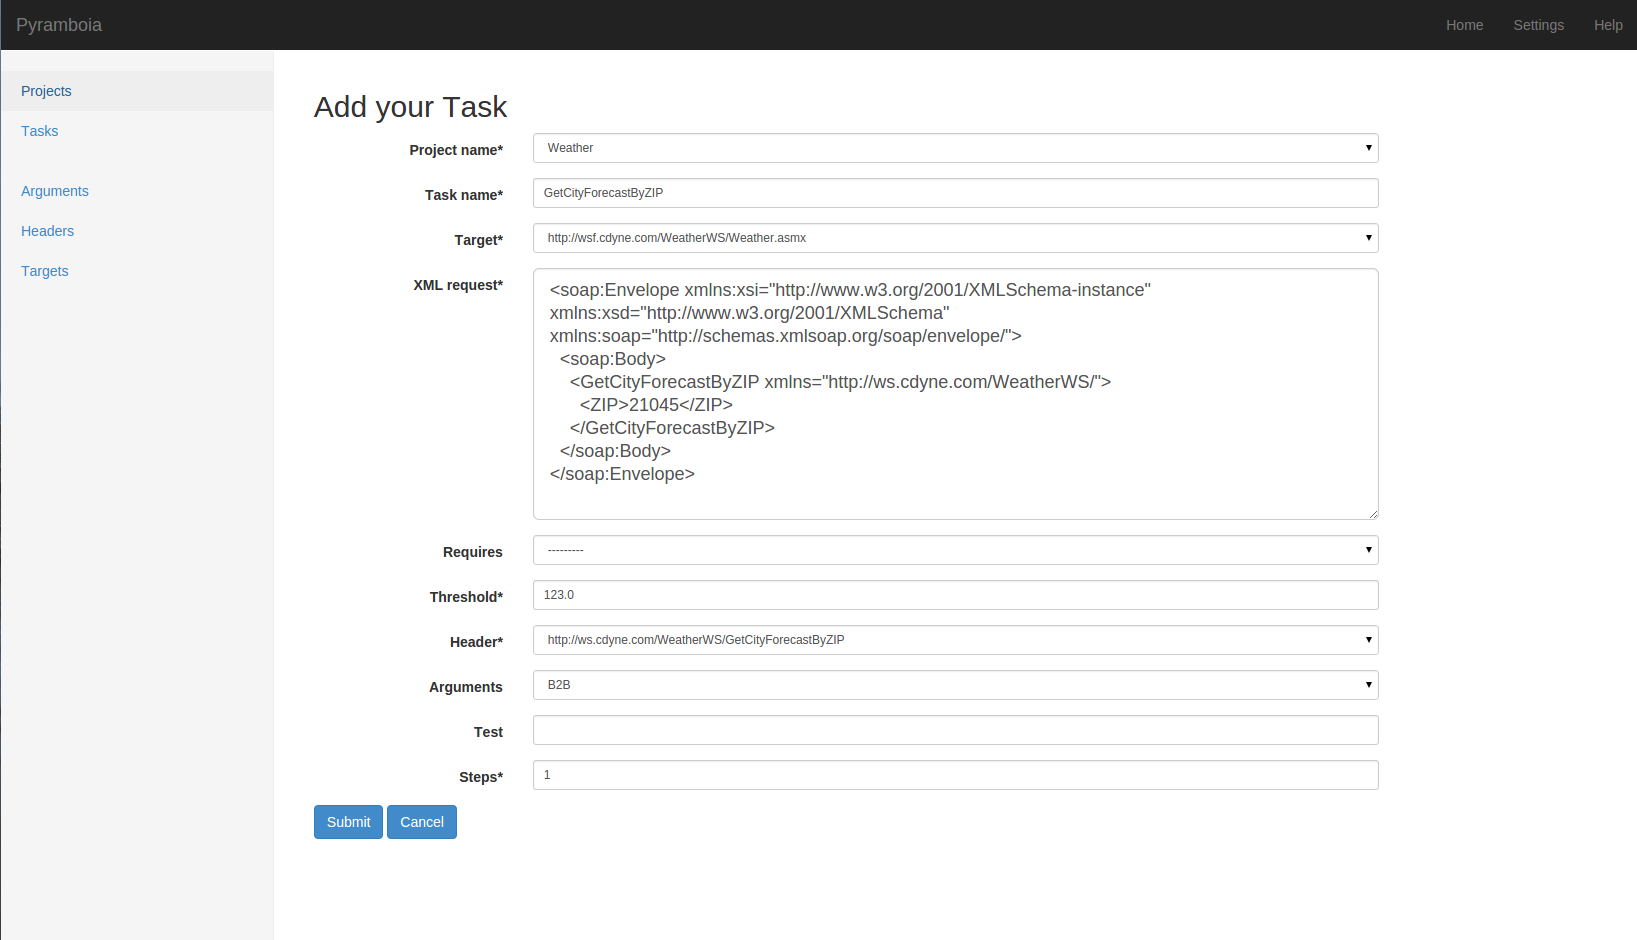 Pyramboia
Home Settings Help
Projects
Tasks
Arguments
Headers
Targets
Add your Task
Project name* Weather
Task name* GetCityForecastByZIP
Target* http://wsf.cdyne.com/WeatherWS/Weather.asmx
XML request* <soap:Envelope xmlns:xsi="http://www.w3.org/2001/XMLSchema-instance"
xmlns:xsd="http://www.w3.org/2001/XMLSchema"
xmlns:soap="http://schemas.xmlsoap.org/soap/envelope/">
<soap:Body>
<GetCityForecastByZIP xmlns="http://ws.cdyne.com/WeatherWS/">
<ZIP>21045</ZIP>
</GetCityForecastByZIP>
</soap:Body>
</soap:Envelope>
Requires ---------
Threshold* 123.0
Header* http://ws.cdyne.com/WeatherWS/GetCityForecastByZIP
Arguments B2B
Test
Steps* 1
Submit Cancel